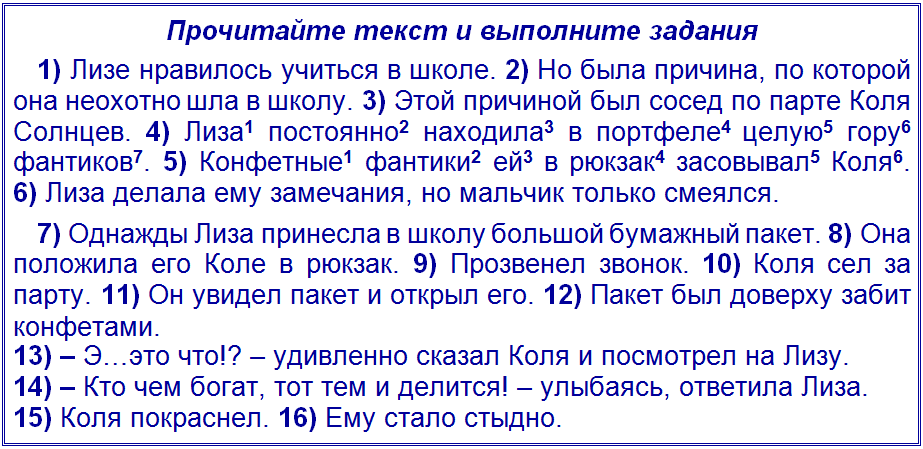 Прочитайте текст и выполните задания
1) Лизе нравилось учиться в школе. 2) Но была причина, по которой
она неохотно шла в школу. 3) Этой причиной был сосед по парте Коля
Солнцев. 4) Лиза¹ постоянно² находила³ в портфеле⁴ целую⁵ гору⁶
фантиков⁷. 5) Конфетные¹ фантики² ей³ в рюкзак⁴ засовывал⁵ Коля⁶.
6) Лиза делала ему замечания, но мальчик только смеялся.
7) Однажды Лиза принесла в школу большой бумажный пакет. 8) Она
положила его Коле в рюкзак. 9) Прозвенел звонок. 10) Коля сел за
парту. 11) Он увидел пакет и открыл его. 12) Пакет был доверху забит
конфетами.
13) – Э…это что!? – удивленно сказал Коля и посмотрел на Лизу.
14) – Кто чем богат, тот тем и делится! – улыбаясь, ответила Лиза.
15) Коля покраснел. 16) Ему стало стыдно.